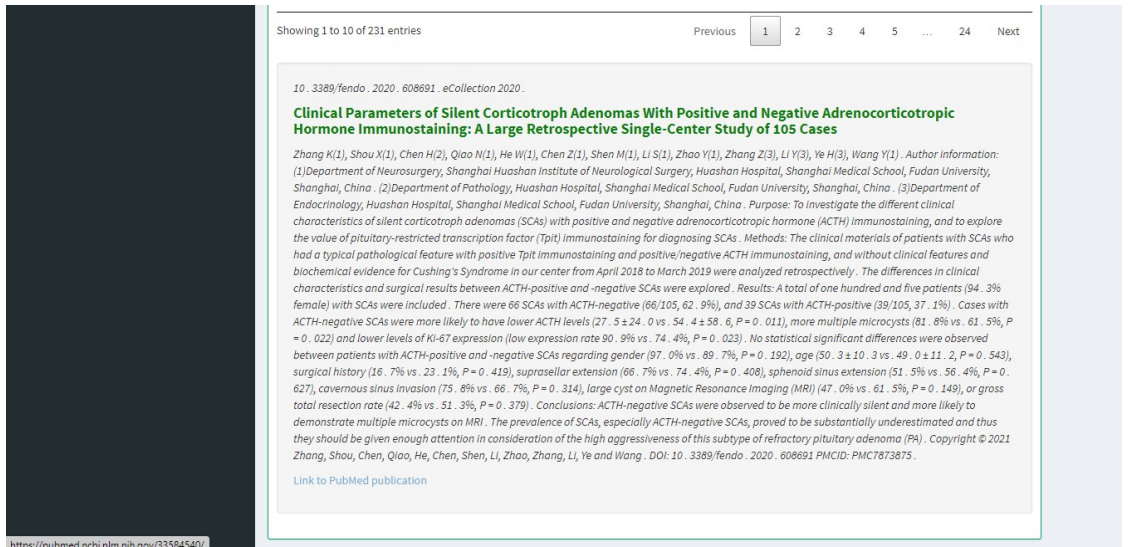 Showing 1 to 10 of 231 entries
Previous 1 2 3 4 5 ... 24 Next
10 . 3389/fendo . 2020 . 608691 . eCollection 2020 .
Clinical Parameters of Silent Corticotroph Adenomas With Positive and Negative Adrenocorticotropic
Hormone Immunostaining: A Large Retrospective Single-Center Study of 105 Cases
Zhang K(1), Shou X(1), Chen H(2), Qiao N(1), He W(1), Chen Z(1), Shen M(1), Li S(1), Zhao Y(1), Zhang Z(3), Li Y(3), Ye H(3), Wang Y(1) . Author information:
(1)Department of Neurosurgery, Shanghai Huashan Institute of Neurological Surgery, Huashan Hospital, Shanghai Medical School, Fudan University,
Shanghai, China . (2)Department of Pathology, Huashan Hospital, Shanghai Medical School, Fudan University, Shanghai, China . (3)Department of
Endocrinology, Huashan Hospital, Shanghai Medical School, Fudan University, Shanghai, China . Purpose: To investigate the different clinical
characteristics of silent corticotroph adenomas (SCAs) with positive and negative adrenocorticotropic hormone (ACTH) immunostaining, and to explore
the value of pituitary-restricted transcription factor (Tpit) immunostaining for diagnosing SCAs . Methods: The clinical materials of patients with SCAs who
had a typical pathological feature with positive Tpit immunostaining and positive/negative ACTH immunostaining, and without clinical features and
biochemical evidence for Cushing's Syndrome in our center from April 2018 to March 2019 were analyzed retrospectively . The differences in clinical
characteristics and surgical results between ACTH-positive and -negative SCAs were explored . Results: A total of one hundred and five patients (94 . 3%
female) with SCAs were included . There were 66 SCAs with ACTH-negative (66/105, 62 . 9%), and 39 SCAs with ACTH-positive (39/105, 37 . 1%) . Cases with
ACTH-negative SCAs were more likely to have lower ACTH levels (27 . 5 ± 24 . 0 vs . 54 . 4 ± 58 . 6, P = 0 . 011), more multiple microcysts (81 . 8% vs . 61 . 5%, P
= 0 . 022) and lower levels of Ki-67 expression (low expression rate 90 . 9% vs . 74 . 4%, P = 0 . 023) . No statistical significant differences were observed
between patients with ACTH-positive and -negative SCAs regarding gender (97 . 0% vs . 89 . 7%, P = 0 . 192), age (50 . 3 ± 10 . 3 vs . 49 . 0 ± 11 . 2, P = 0 . 543),
surgical history (16 . 7% vs . 23 . 1%, P = 0 . 419), suprasellar extension (66 . 7% vs . 74 . 4%, P = 0 . 408), sphenoid sinus extension (51 . 5% vs . 56 . 4%, P = 0 .
627), cavernous sinus invasion (75 . 8% vs . 66 . 7%, P = 0 . 314), large cyst on Magnetic Resonance Imaging (MRI) (47 . 0% vs . 61 . 5%, P = 0 . 149), or gross
total resection rate (42 . 4% vs . 51 . 3%, P = 0 . 379) . Conclusions: ACTH-negative SCAs were observed to be more clinically silent and more likely to
demonstrate multiple microcysts on MRI . The prevalence of SCAs, especially ACTH-negative SCAs, proved to be substantially underestimated and thus
they should be given enough attention in consideration of the high aggressiveness of this subtype of refractory pituitary adenoma (PA) . Copyright © 2021
Zhang, Shou, Chen, Qiao, He, Chen, Shen, Li, Zhao, Zhang, Li, Ye and Wang . DOI: 10 . 3389/fendo . 2020 . 608691 PMCID: PMC7873875 .
Link to PubMed publication
https://pubmed.ncbi.nlm.nih.gov/33584540/